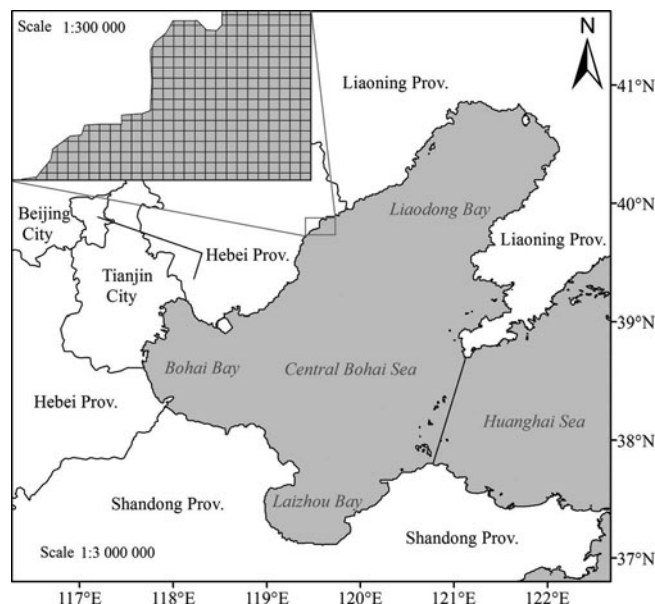 Scale 1:300 000
N
Liaoning Prov.
41°N
Liaodong Bay
40°N
Beijing
City
Hebei Prov.
Liaoning Prov.
Tianjin
City
39°N
Bohai Bay
Central Bohai Sea
Hebei Prov.
Huanghai Sea
38°N
Shandong Prov.
Laizhou Bay
Shandong Prov.
Scale 1:3 000 000
37°N
117°E 118°E 119°E 120°E 121°E 122°E